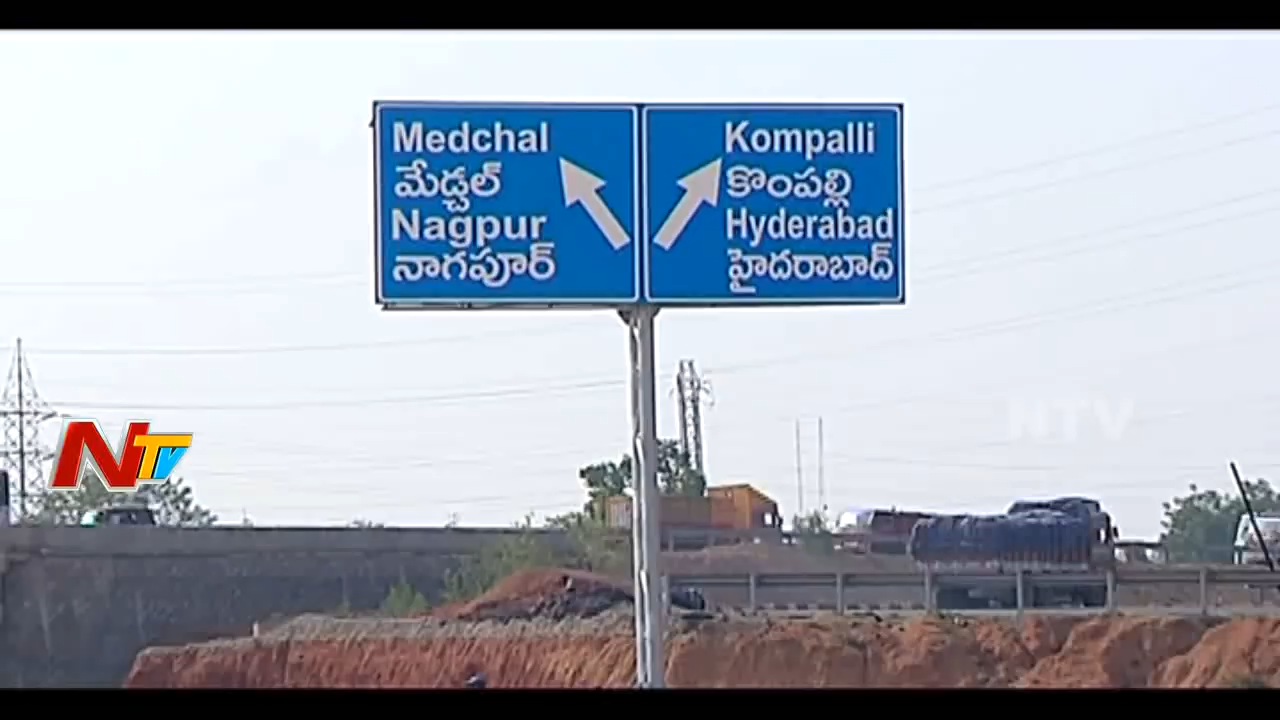 Medchal
మేడ్చల్
Nagpur
నాగపూర్
Kompalli
కొంపల్లి
Hyderabad
హైదరాబాద్
NTV
NTV